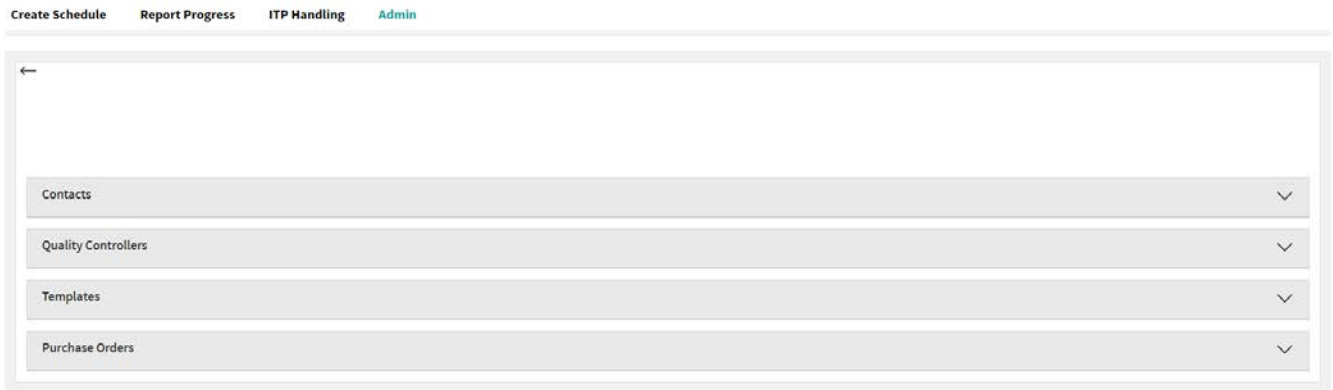 Create Schedule Report Progress ITP Handling Admin
Contacts
Quality Controllers
Templates
Purchase Orders